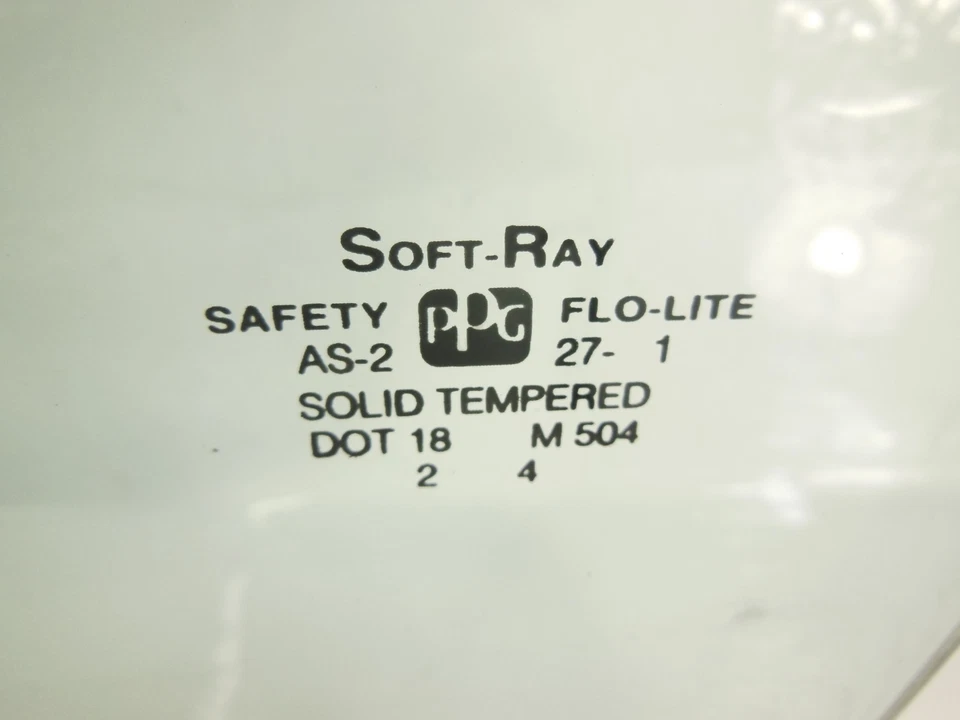 SOFT-RAY
SAFETY PPG FLO-LITE
AS-2 27- 1
SOLID TEMPERED
DOT 18 M 504
2 4